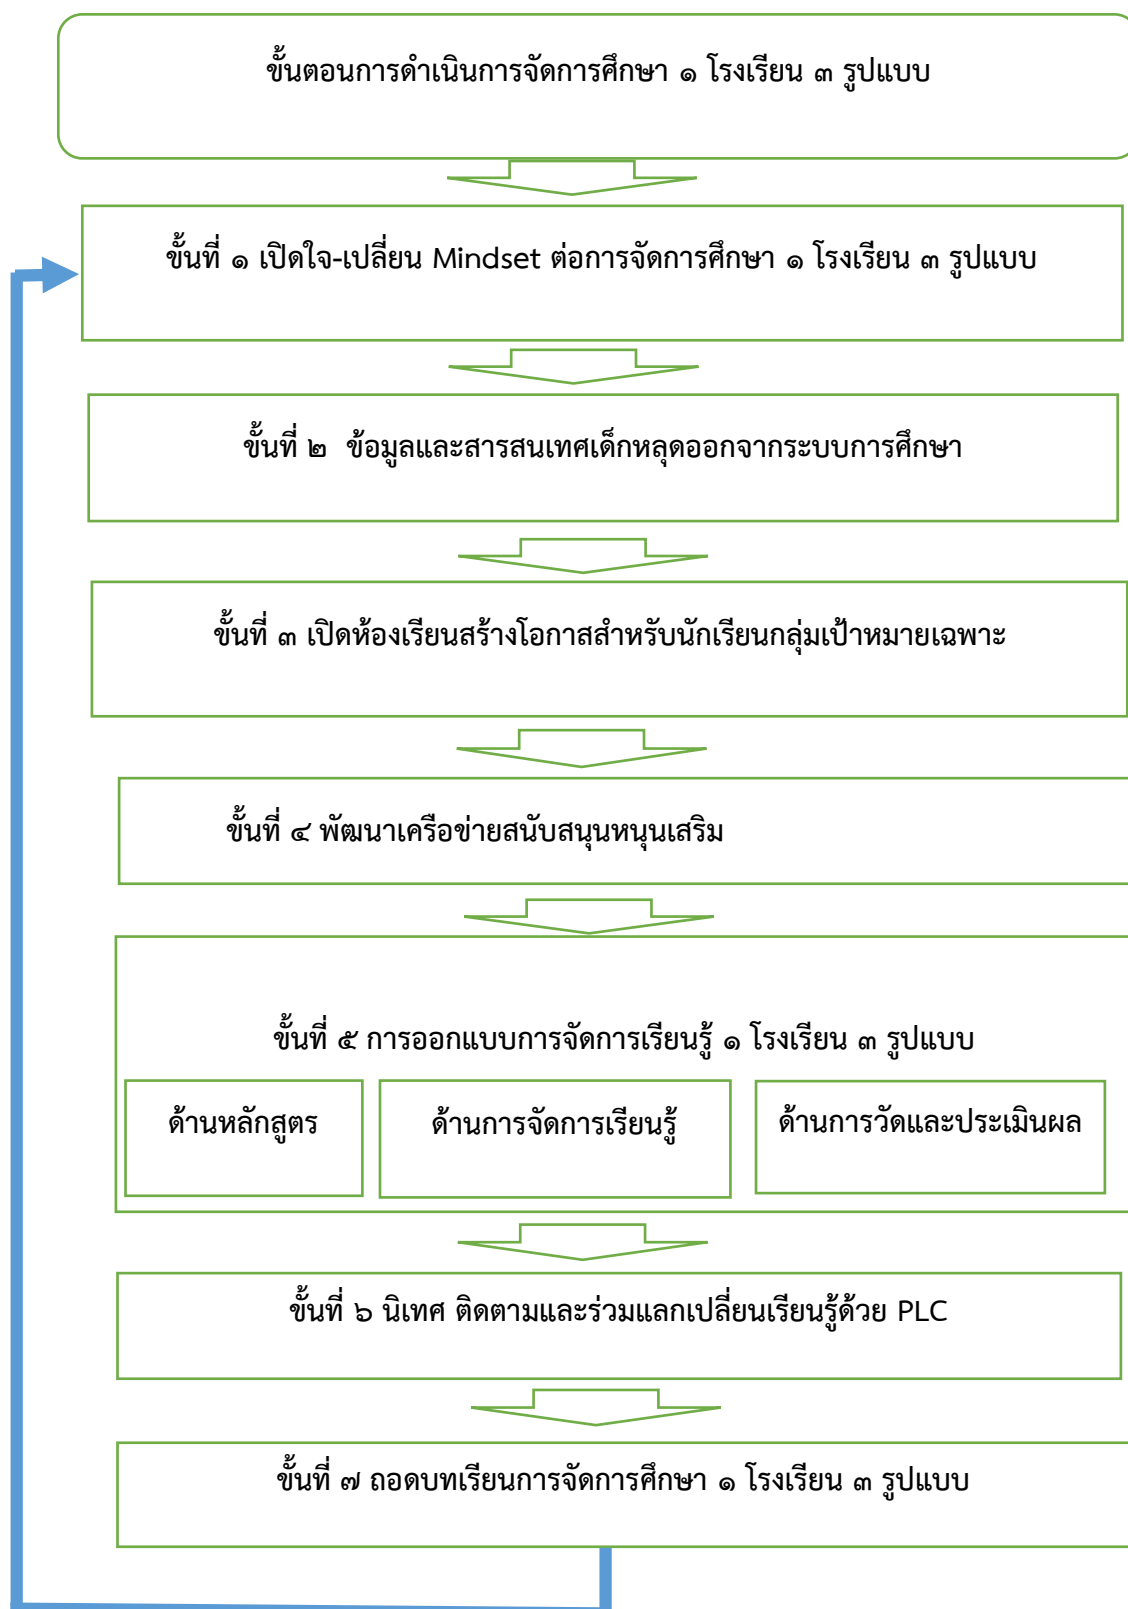 ขั้นตอนการดำเนินการจัดการศึกษา ๑ โรงเรียน ๓ รูปแบบ
ขั้นที่ ๑ เปิดใจ-เปลี่ยน Mindset ต่อการจัดการศึกษา ๑ โรงเรียน ๓ รูปแบบ
ขั้นที่ ๒ ข้อมูลและสารสนเทศเด็กหลุดออกจากระบบการศึกษา
ขั้นที่ ๓ เปิดห้องเรียนสร้างโอกาสสำหรับนักเรียนกลุ่มเป้าหมายเฉพาะ
ขั้นที่ ๔ พัฒนาเครือข่ายสนับสนุนหนุนเสริม
ขั้นที่ ๕ การออกแบบการจัดการเรียนรู้ ๑ โรงเรียน ๓ รูปแบบ
ด้านหลักสูตร
ด้านการจัดการเรียนรู้
ด้านการวัดและประเมินผล
ขั้นที่ ๖ นิเทศ ติดตามและร่วมแลกเปลี่ยนเรียนรู้ด้วย PLC
ขั้นที่ ๗ ถอดบทเรียนการจัดการศึกษา ๑ โรงเรียน ๓ รูปแบบ